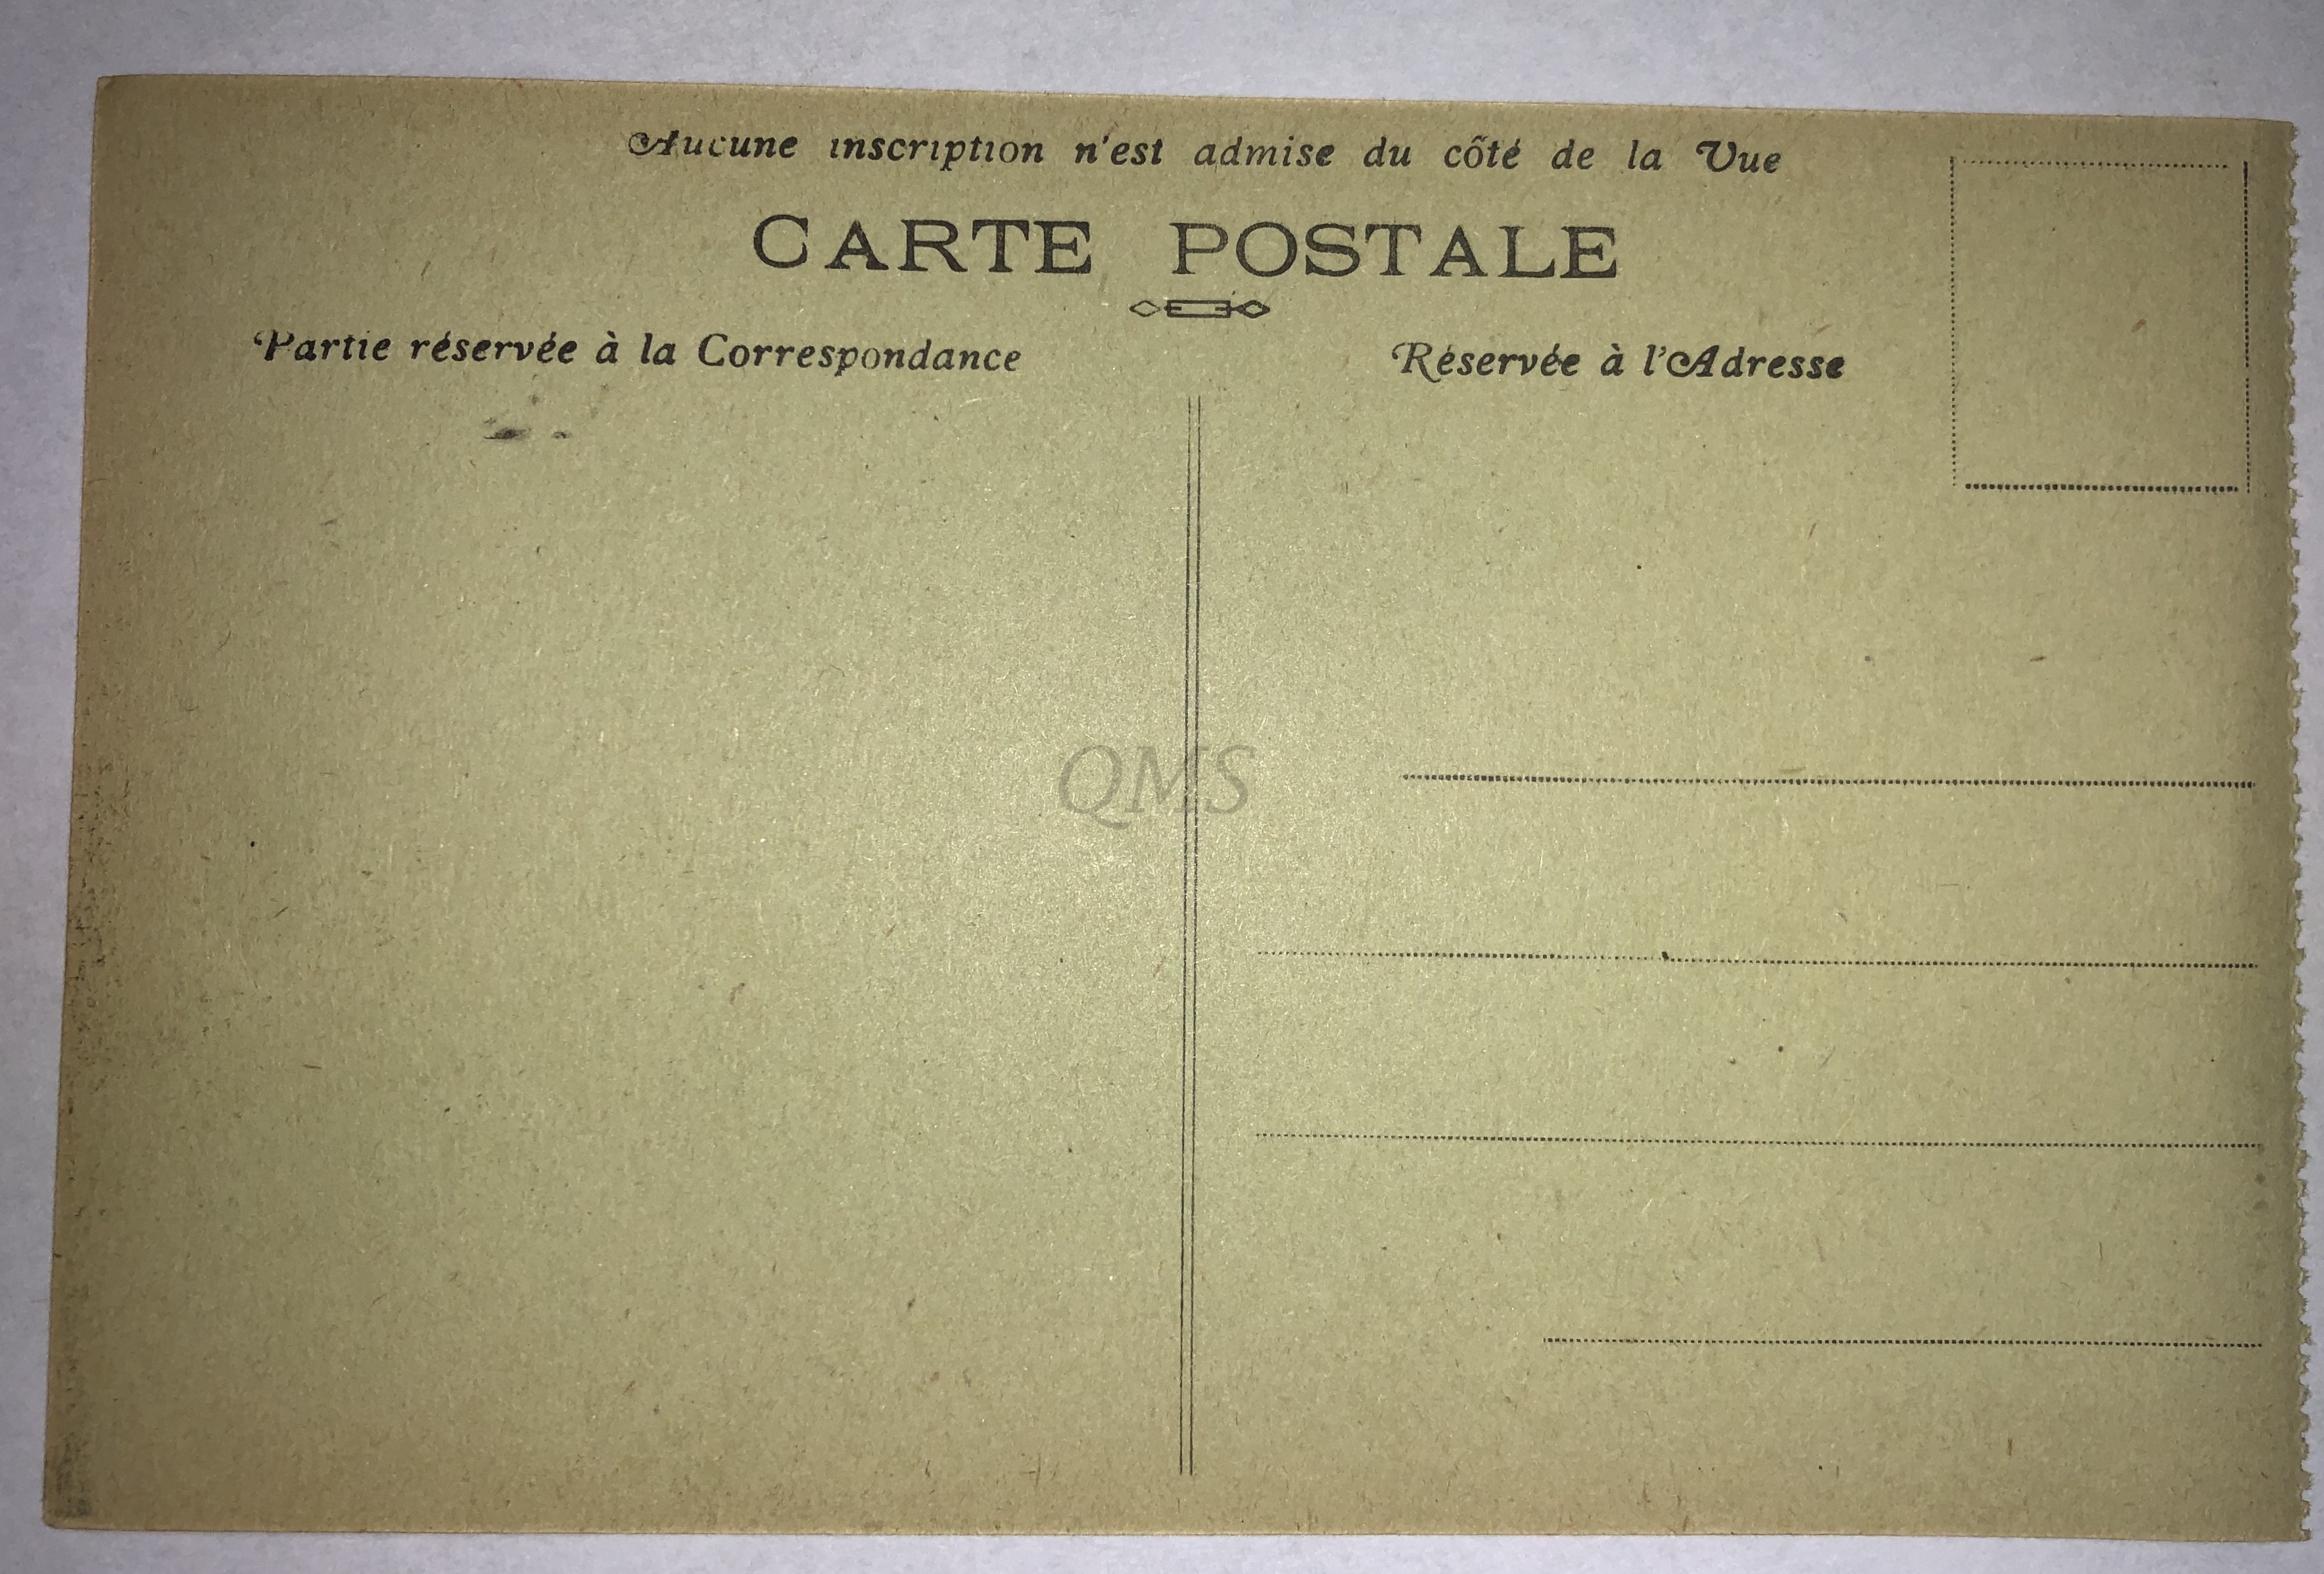 Aucune inscription n'est admise du côté de la Vue
CARTE POSTALE
Partie réservée à la Correspondance
Réservée à l'Adresse
QMS